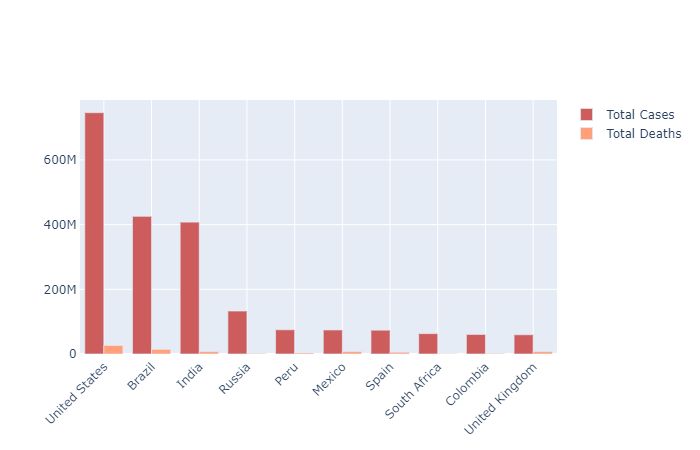 Total Cases
Total Deaths
600M
400M
200M
0
United States
Brazil
India
Russia
Peru
Mexico
Spain
South Africa
Colombia
United Kingdom